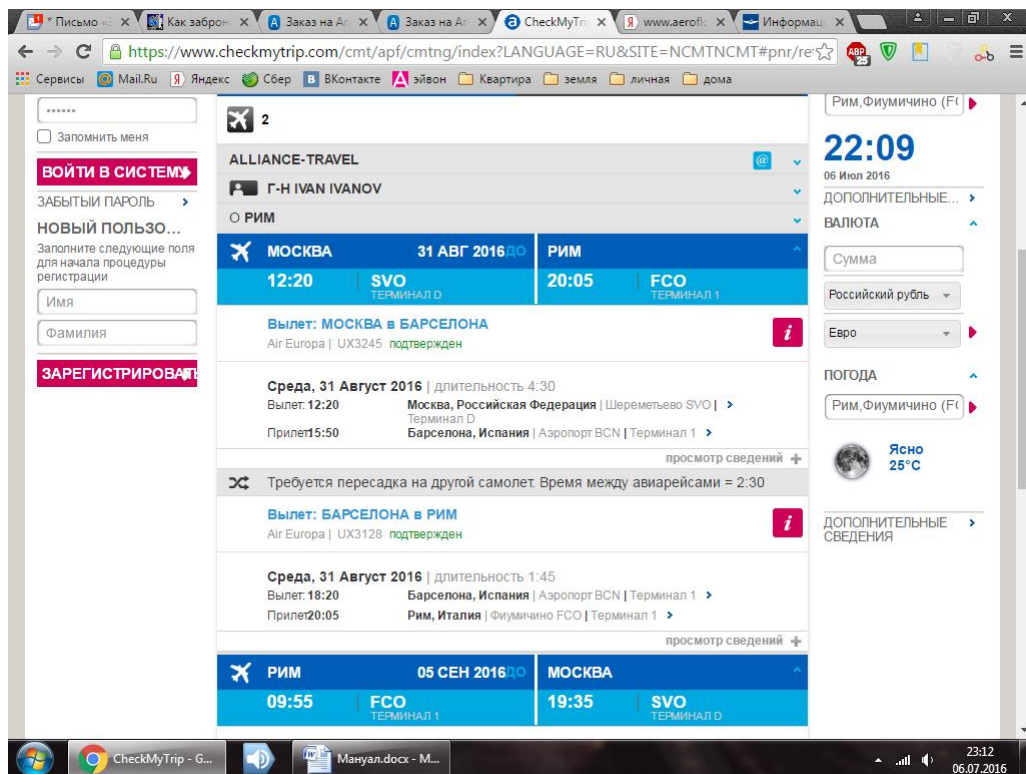 * Письмо «
Как заброн
Заказ на Ar
Заказ на Ar
CheckMyTri
www.aerofl
Информац
https://www.checkmytrip.com/cmt/apf/cmtng/index?LANGUAGE=RU&SITE=NCMTNCMT#pnr/re
ABP
25
Сервисы
Mail.Ru
Яндекс
Сбер
ВКонтакте
эйвон
Квартира
земля
личная
дома
••••••
Запомнить меня
ВОЙТИ В СИСТЕМУ
ЗАБЫТЫЙ ПАРОЛЬ
НОВЫЙ ПОЛЬЗО...
Заполните следующие поля
для начала процедуры
регистрации
Имя
Фамилия
ЗАРЕГИСТРИРОВАТЬ
2
ALLIANCE-TRAVEL
@
Г-Н IVAN IVANOV
О РИМ
МОСКВА 31 АВГ 2016 ДО РИМ
12:20 SVO 20:05 FCO
ТЕРМИНАЛ D ТЕРМИНАЛ 1
Вылет: МОСКВА в БАРСЕЛОНА
Air Europa | UX3245 подтвержден
i
Среда, 31 Август 2016 | длительность 4:30
Вылет: 12:20 Москва, Российская Федерация | Шереметьево SVO |
Терминал D
Прилет: 15:50 Барселона, Испания | Аэропорт BCN | Терминал 1
просмотр сведений +
Требуется пересадка на другой самолет. Время между авиарейсами = 2:30
Вылет: БАРСЕЛОНА в РИМ
Air Europa | UX3128 подтвержден
i
Среда, 31 Август 2016 | длительность 1:45
Вылет: 18:20 Барселона, Испания | Аэропорт BCN | Терминал 1
Прилет: 20:05 Рим, Италия | Фиумичино FCO | Терминал 1
просмотр сведений +
РИМ 05 СЕН 2016 ДО МОСКВА
09:55 FCO 19:35 SVO
ТЕРМИНАЛ 1 ТЕРМИНАЛ D
Рим,Фиумичино (F
22:09
06 Июл 2016
ДОПОЛНИТЕЛЬНЫЕ...
ВАЛЮТА
Сумма
Российский рубль
Евро
ПОГОДА
Рим,Фиумичино (F
Ясно
25°C
ДОПОЛНИТЕЛЬНЫЕ
СВЕДЕНИЯ
CheckMyTrip - G...
Мануал.docx - M...
23:12
06.07.2016